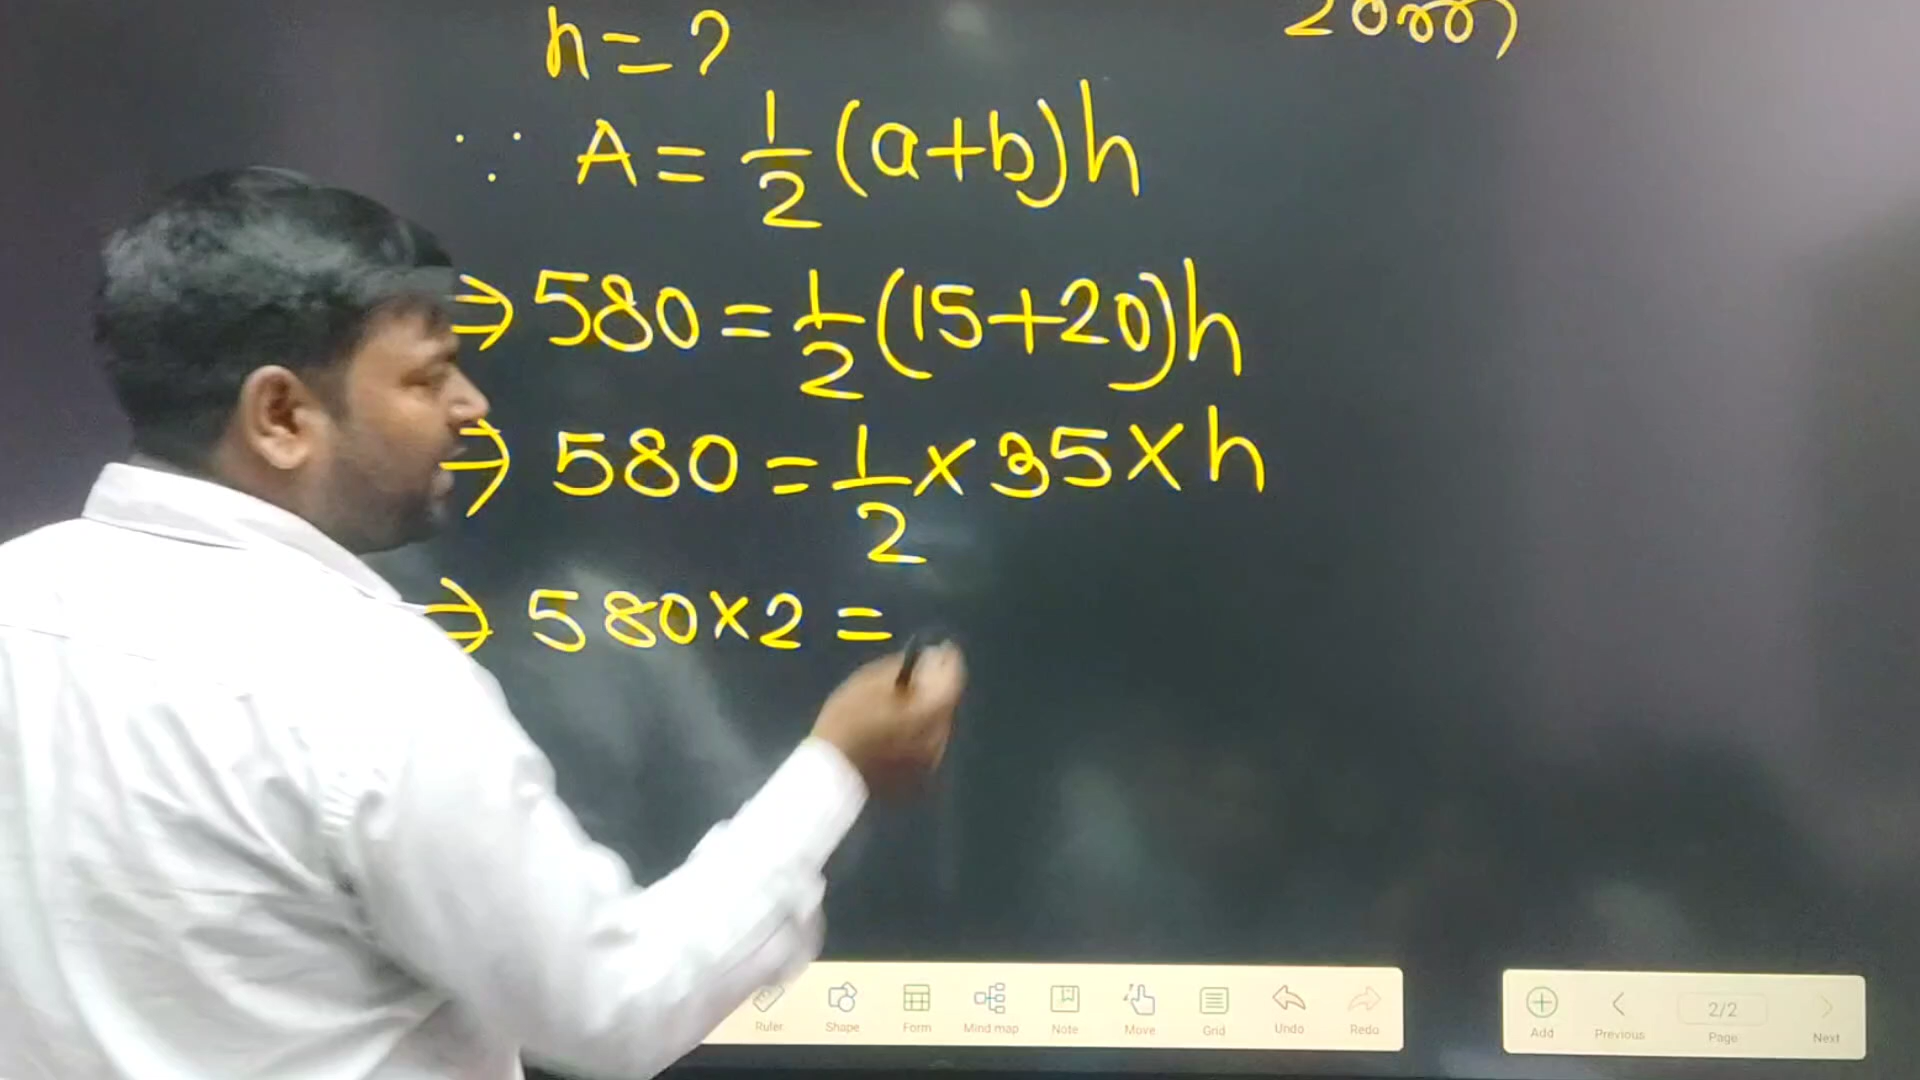 h = ?
∵ A = 1/2 (a+b)h
⇒ 580 = 1/2 (15+20)h
⇒ 580 = 1/2 × 35 × h
⇒ 580×2 =
Ruler Shape Form Mind map Note Move Grid Undo Redo
Add Previous 2/2 Page Next